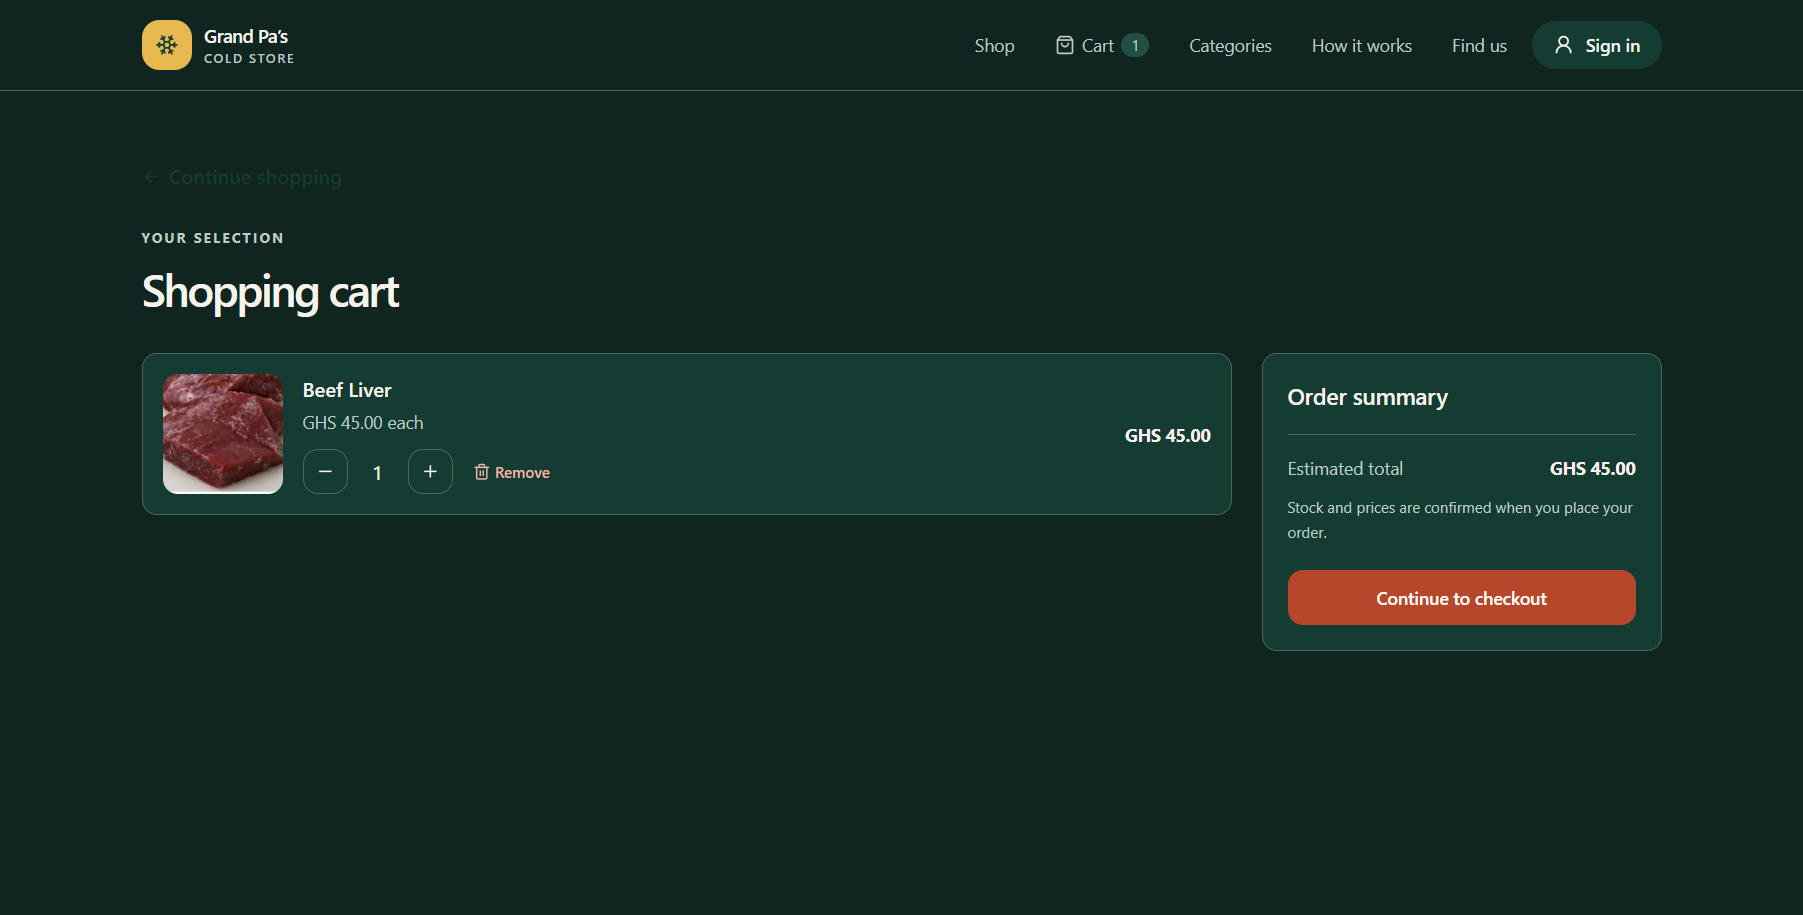 Grand Pa's
COLD STORE
Shop
Cart 1
Categories
How it works
Find us
Sign in
← Continue shopping
YOUR SELECTION
Shopping cart
Beef Liver
GHS 45.00 each
− 1 +
Remove
GHS 45.00
Order summary
Estimated total GHS 45.00
Stock and prices are confirmed when you place your
order.
Continue to checkout